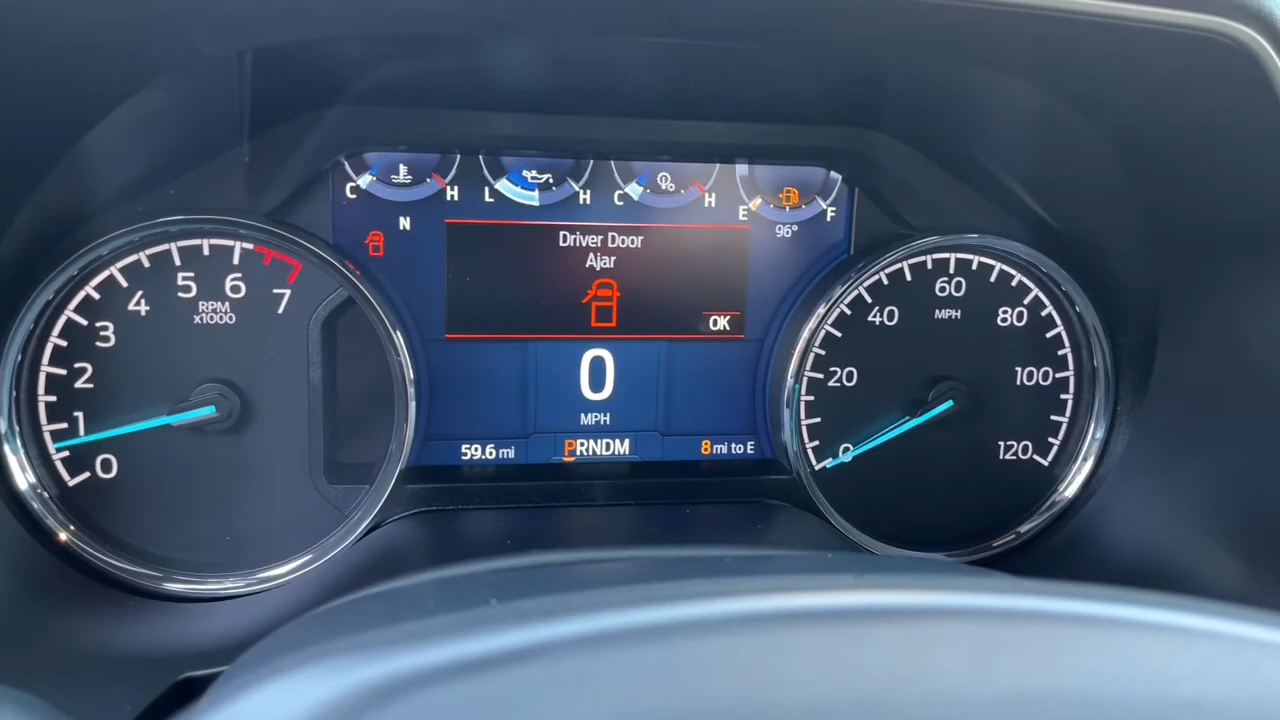 C H L H C H E F
N
96°
Driver Door
Ajar
OK
0
MPH
59.6 mi
PRNDM
8 mi to E
0 1 2 3 4 5 6 7
RPM
x1000
0 20 40 60 80 100 120
MPH